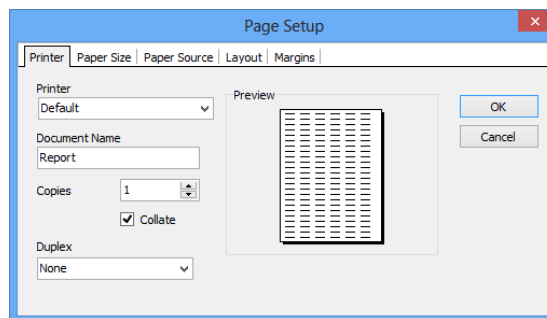 Page Setup
Printer Paper Size Paper Source Layout Margins
Printer
Default
Document Name
Report
Copies 1
Collate
Duplex
None
Preview
OK
Cancel